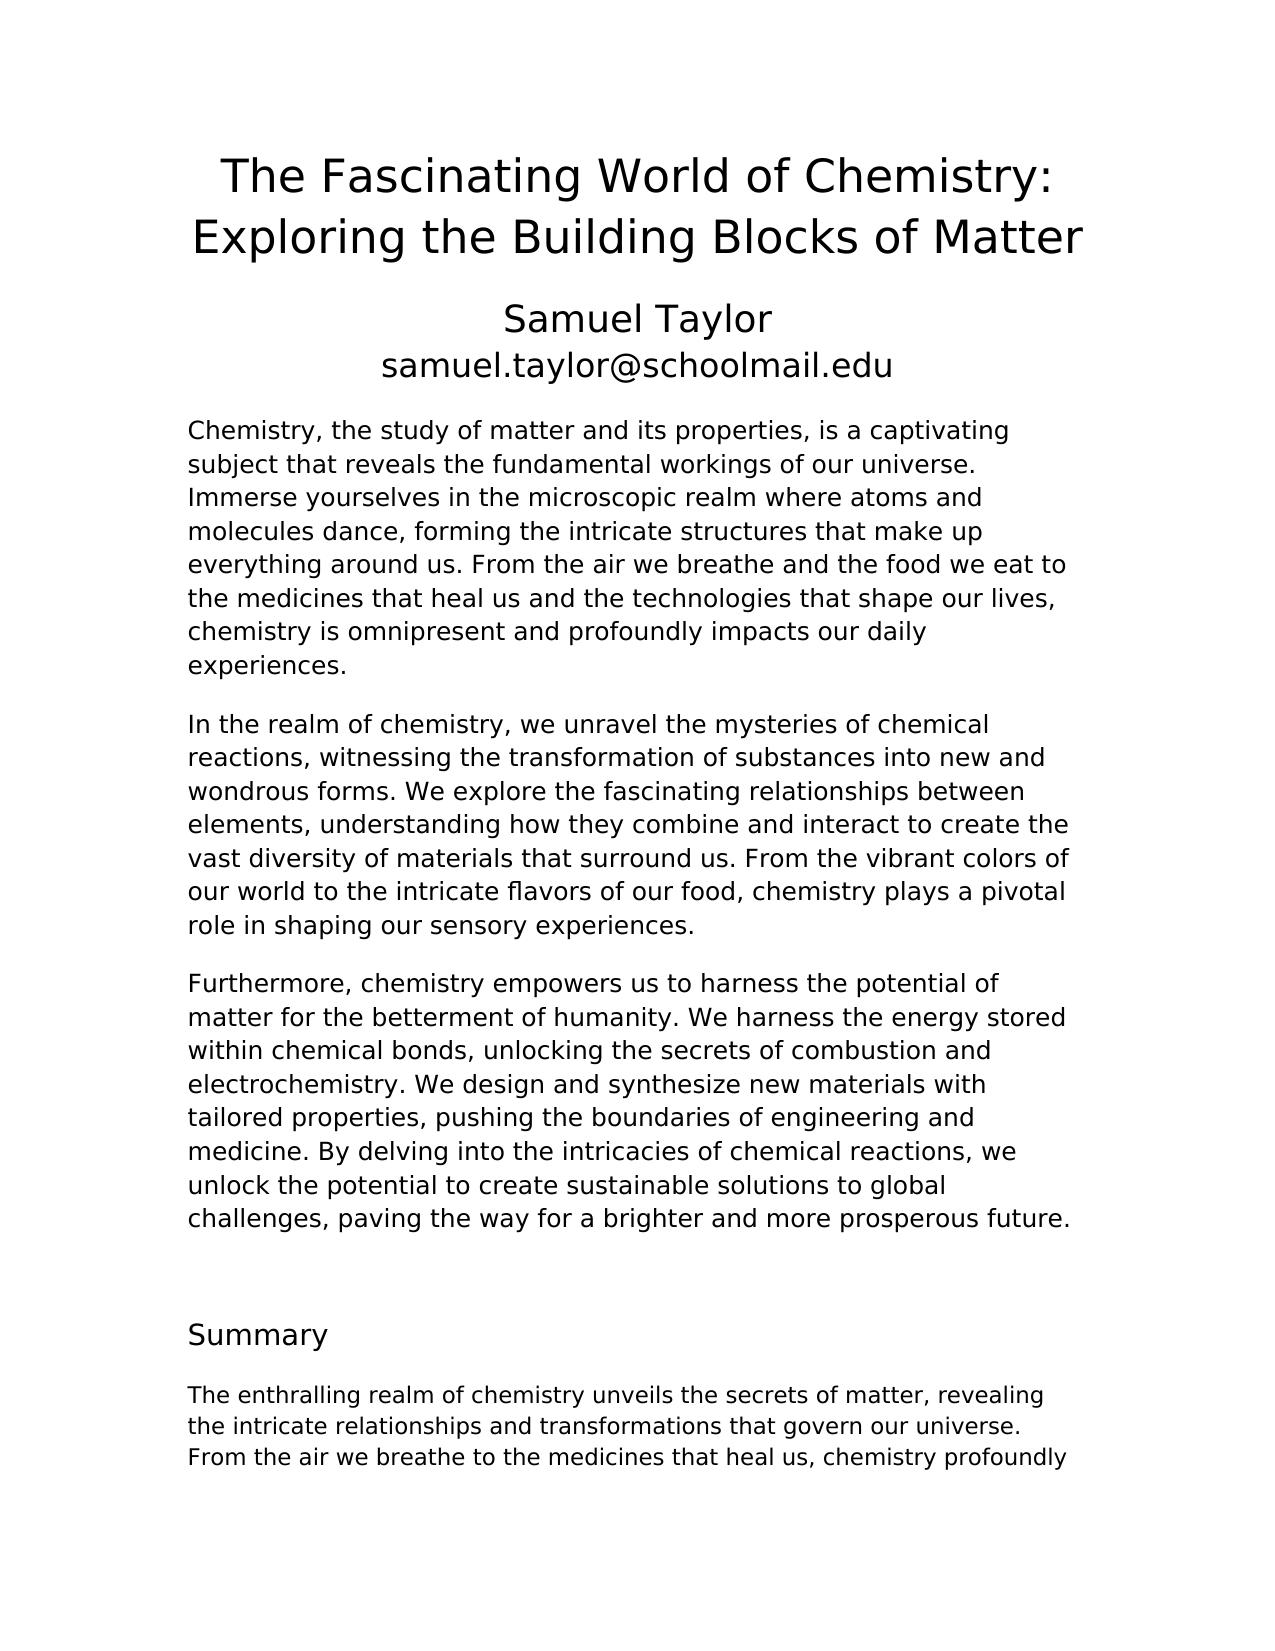 The Fascinating World of Chemistry:
Exploring the Building Blocks of Matter
Samuel Taylor
samuel.taylor@schoolmail.edu
Chemistry, the study of matter and its properties, is a captivating
subject that reveals the fundamental workings of our universe.
Immerse yourselves in the microscopic realm where atoms and
molecules dance, forming the intricate structures that make up
everything around us. From the air we breathe and the food we eat to
the medicines that heal us and the technologies that shape our lives,
chemistry is omnipresent and profoundly impacts our daily
experiences.
In the realm of chemistry, we unravel the mysteries of chemical
reactions, witnessing the transformation of substances into new and
wondrous forms. We explore the fascinating relationships between
elements, understanding how they combine and interact to create the
vast diversity of materials that surround us. From the vibrant colors of
our world to the intricate flavors of our food, chemistry plays a pivotal
role in shaping our sensory experiences.
Furthermore, chemistry empowers us to harness the potential of
matter for the betterment of humanity. We harness the energy stored
within chemical bonds, unlocking the secrets of combustion and
electrochemistry. We design and synthesize new materials with
tailored properties, pushing the boundaries of engineering and
medicine. By delving into the intricacies of chemical reactions, we
unlock the potential to create sustainable solutions to global
challenges, paving the way for a brighter and more prosperous future.
Summary
The enthralling realm of chemistry unveils the secrets of matter, revealing
the intricate relationships and transformations that govern our universe.
From the air we breathe to the medicines that heal us, chemistry profoundly